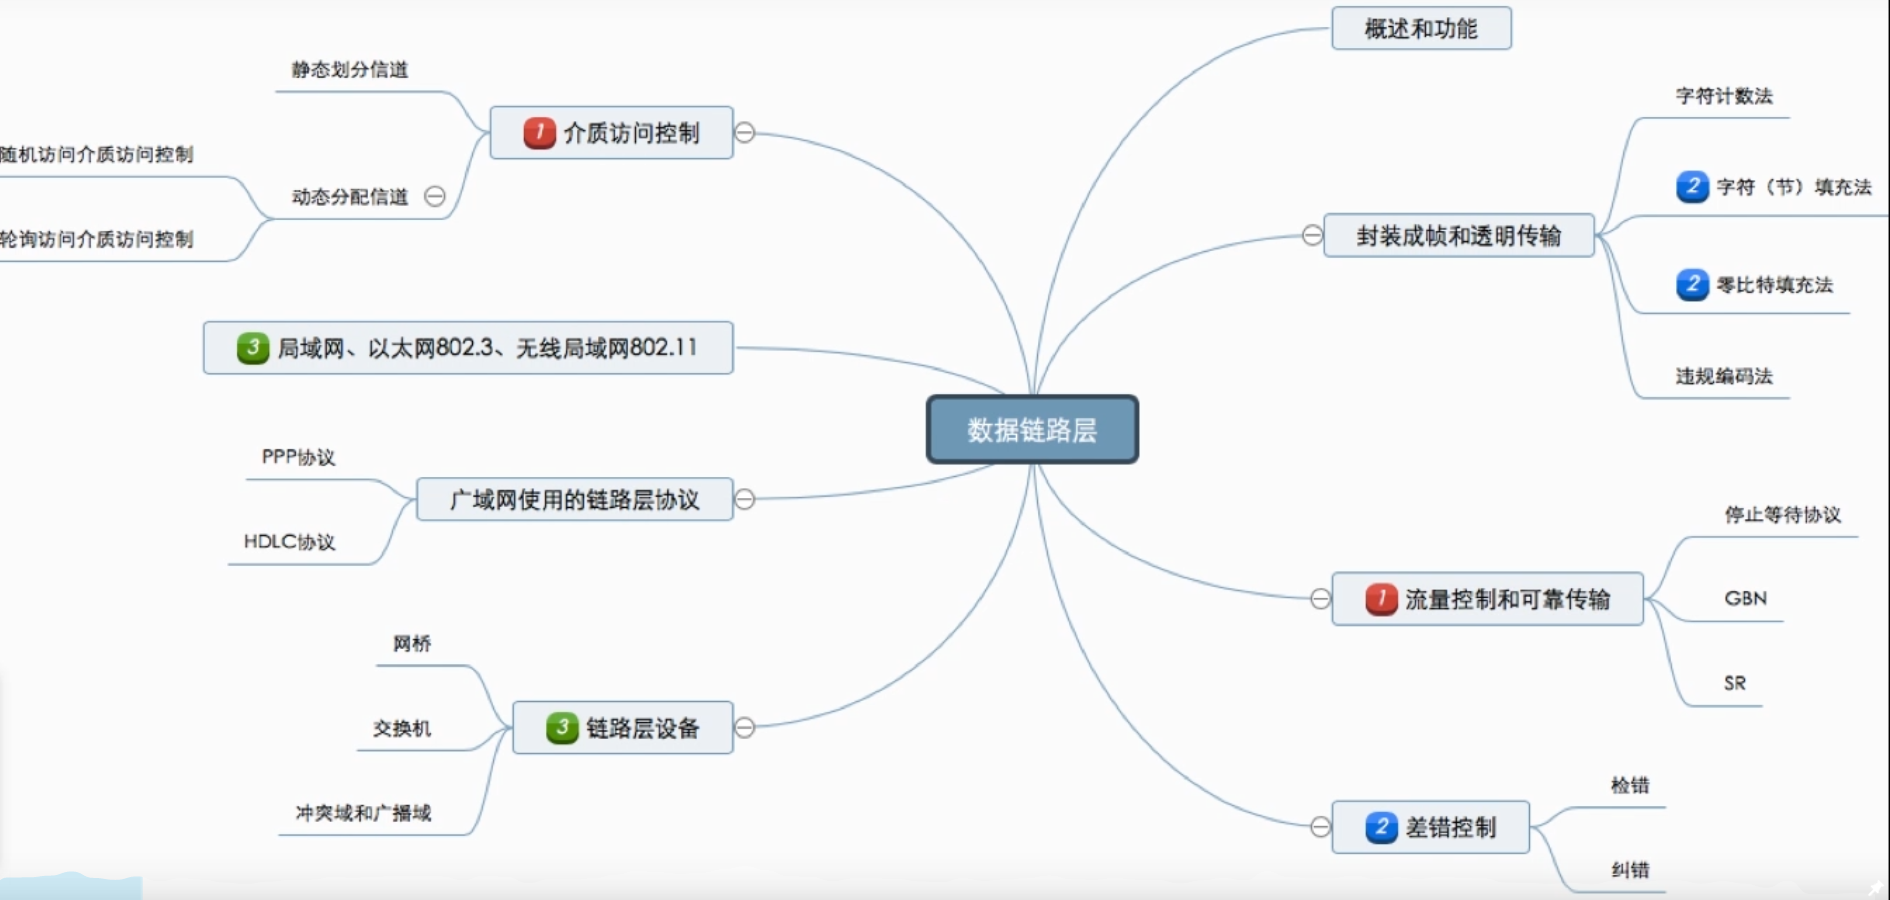 概述和功能
静态划分信道
字符计数法
1 介质访问控制
随机访问介质访问控制
2 字符（节）填充法
动态分配信道
轮询访问介质访问控制
封装成帧和透明传输
2 零比特填充法
3 局域网、以太网802.3、无线局域网802.11
违规编码法
数据链路层
PPP协议
广域网使用的链路层协议
停止等待协议
HDLC协议
1 流量控制和可靠传输
GBN
网桥
SR
3 链路层设备
交换机
检错
冲突域和广播域
2 差错控制
纠错